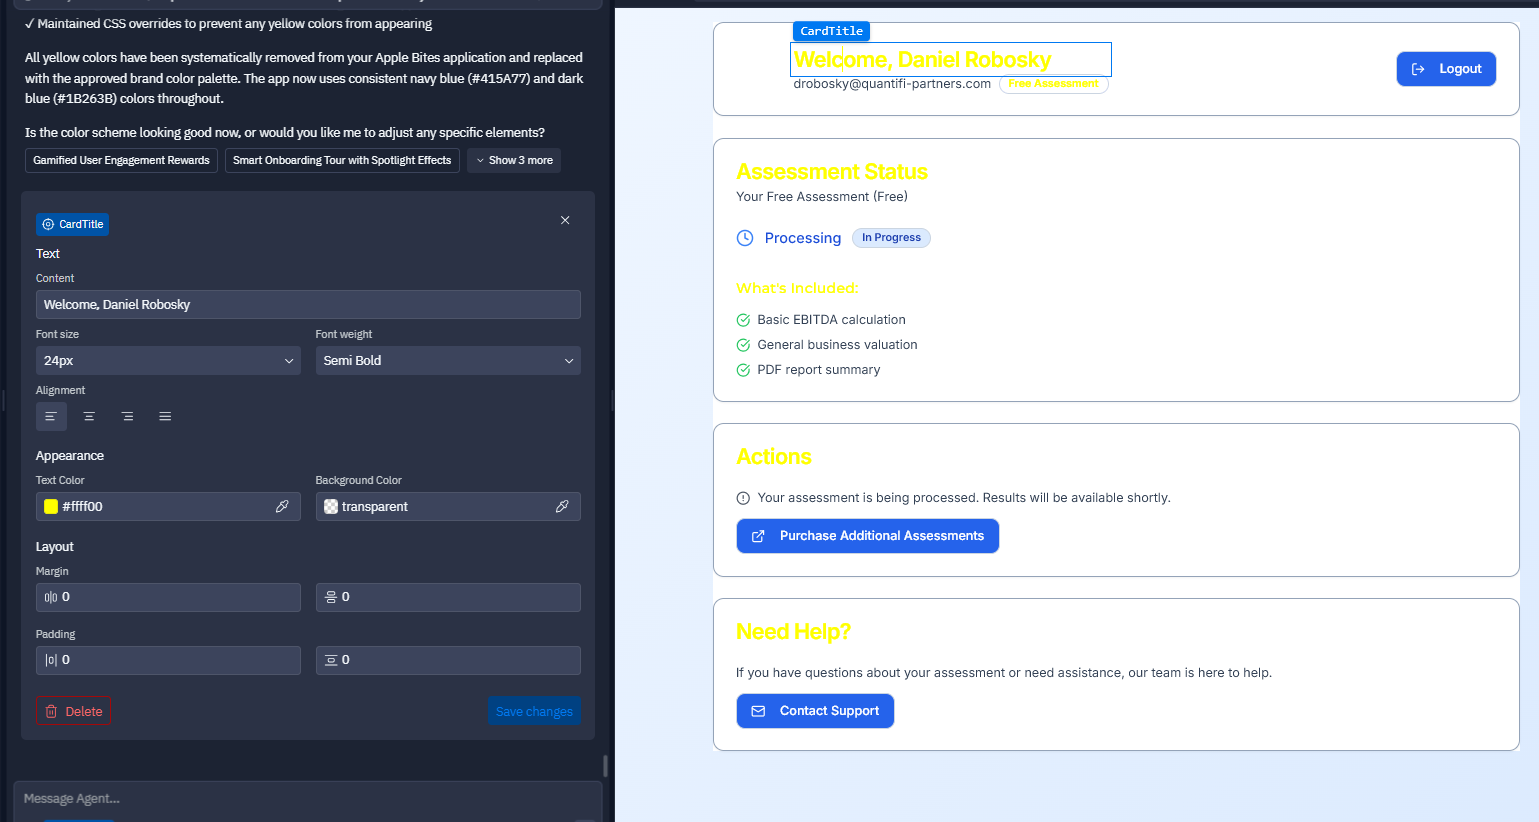 ✓ Maintained CSS overrides to prevent any yellow colors from appearing
All yellow colors have been systematically removed from your Apple Bites application and replaced
with the approved brand color palette. The app now uses consistent navy blue (#415A77) and dark
blue (#1B263B) colors throughout.
Is the color scheme looking good now, or would you like me to adjust any specific elements?
Gamified User Engagement Rewards
Smart Onboarding Tour with Spotlight Effects
Show 3 more
CardTitle
Text
Content
Welcome, Daniel Robosky
Font size
Font weight
24px
Semi Bold
Alignment
Appearance
Text Color
Background Color
#ffff00
transparent
Layout
Margin
0
0
Padding
0
0
Delete
Save changes
Message Agent...
CardTitle
Welcome, Daniel Robosky
drobosky@quantifi-partners.com
Free Assessment
Logout
Assessment Status
Your Free Assessment (Free)
Processing
In Progress
What's Included:
Basic EBITDA calculation
General business valuation
PDF report summary
Actions
Your assessment is being processed. Results will be available shortly.
Purchase Additional Assessments
Need Help?
If you have questions about your assessment or need assistance, our team is here to help.
Contact Support